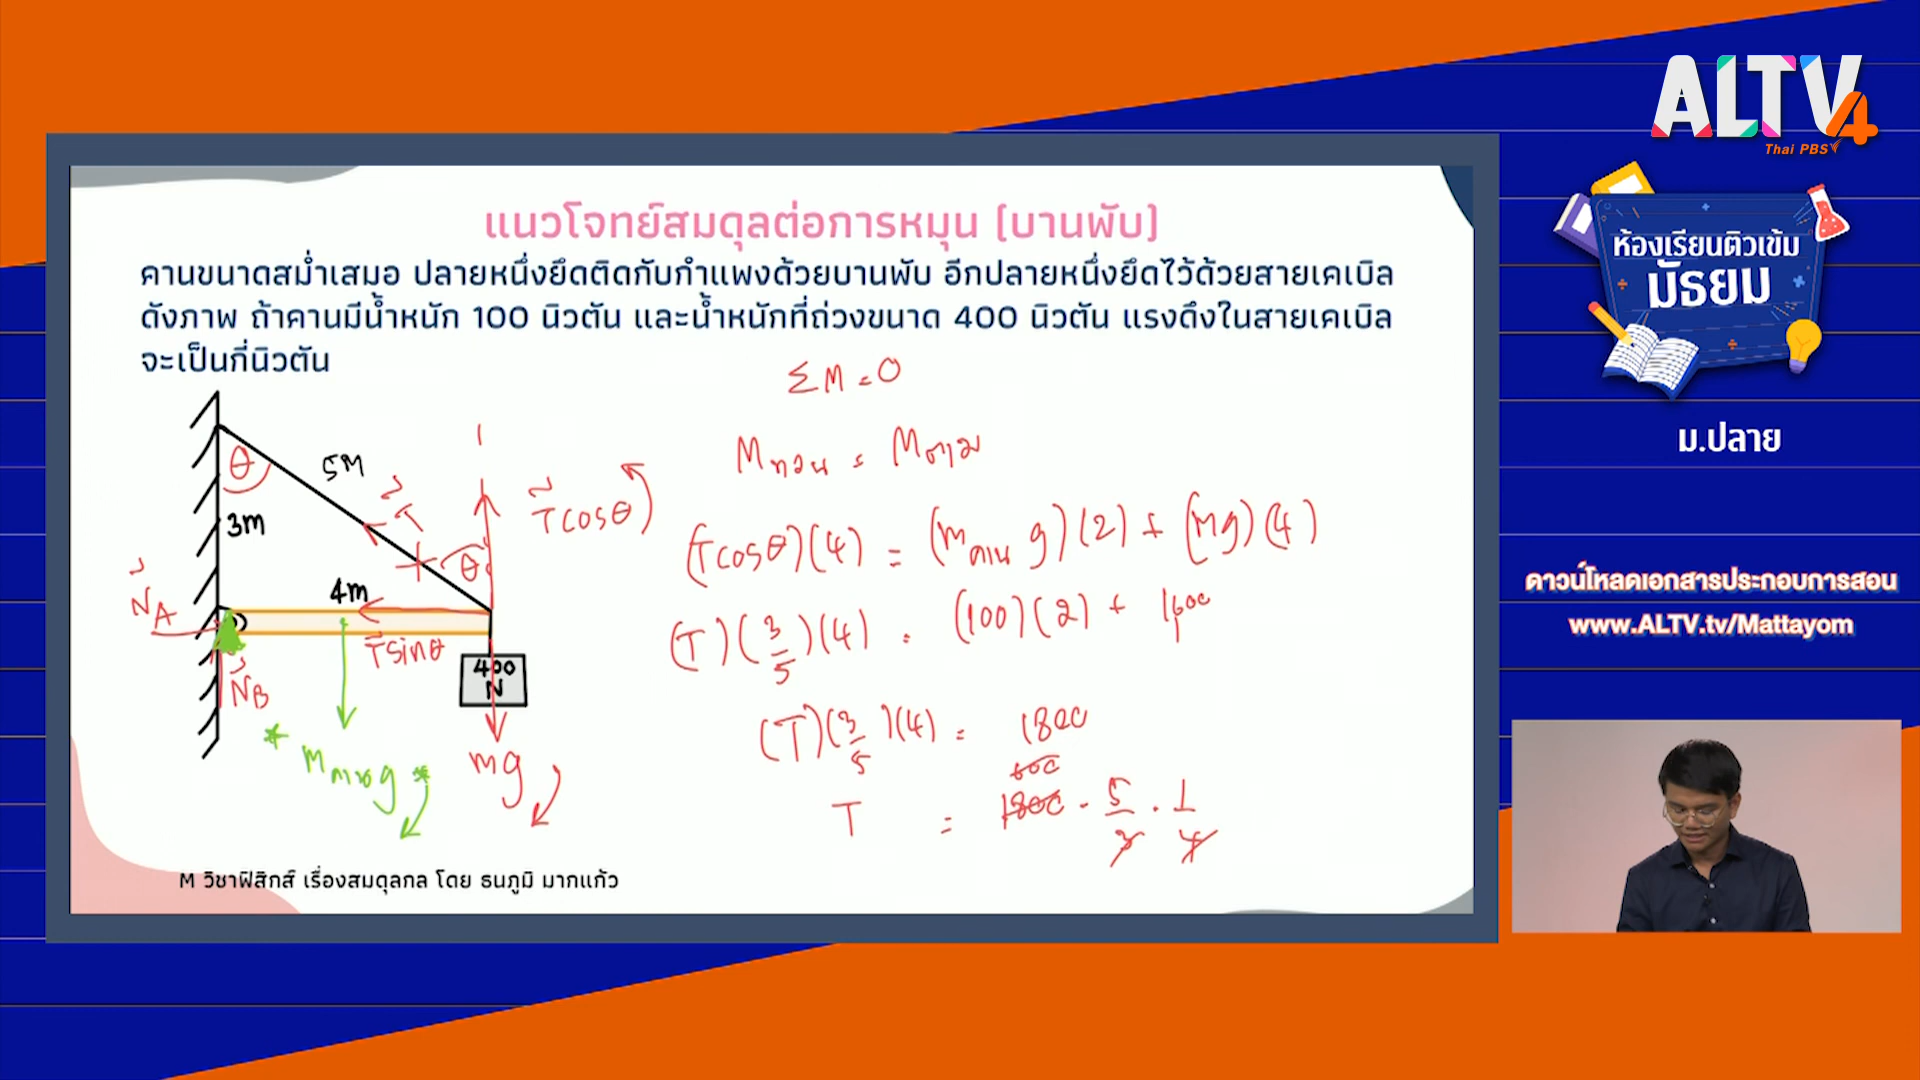 ALTV4
Thai PBS
ห้องเรียนติวเข้ม
มัธยม
ม.ปลาย
ดาวน์โหลดเอกสารประกอบการสอน
www.ALTV.tv/Mattayom
แนวโจทย์สมดุลต่อการหมุน (บานพับ)
คานขนาดสม่ำเสมอ ปลายหนึ่งยึดติดกับกำแพงด้วยบานพับ อีกปลายหนึ่งยึดไว้ด้วยสายเคเบิล
ดังภาพ ถ้าคานมีน้ำหนัก 100 นิวตัน และน้ำหนักที่ถ่วงขนาด 400 นิวตัน แรงดึงในสายเคเบิล
จะเป็นกี่นิวตัน
θ
5M
T
3m
Tcosθ
θ
4m
N_A
Tsinθ
N_B
400
N
* Mคานg *
mg
ΣM = 0
Mทวน = Mตาม
(Tcosθ)(4) = (Mคาน g)(2) + (Mg)(4)
(T)(3/5)(4) = (100)(2) + 1600
(T)(3/5)(4) = 1800
600
T = 1800 · 5/3 · 1/4
M วิชาฟิสิกส์ เรื่องสมดุลกล โดย ธนภูมิ มากแก้ว